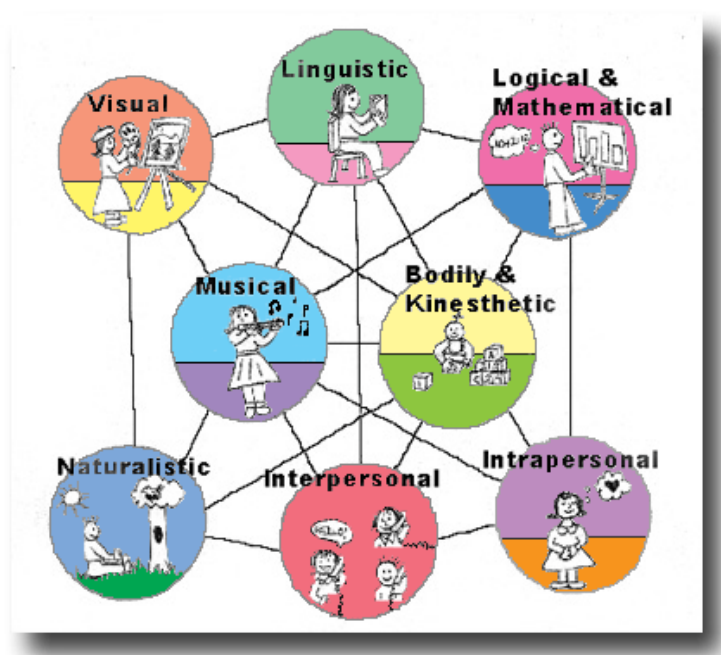 Linguistic
Visual
Logical &
Mathematical
Musical
Bodily &
Kinesthetic
Naturalistic
Interpersonal
Intrapersonal